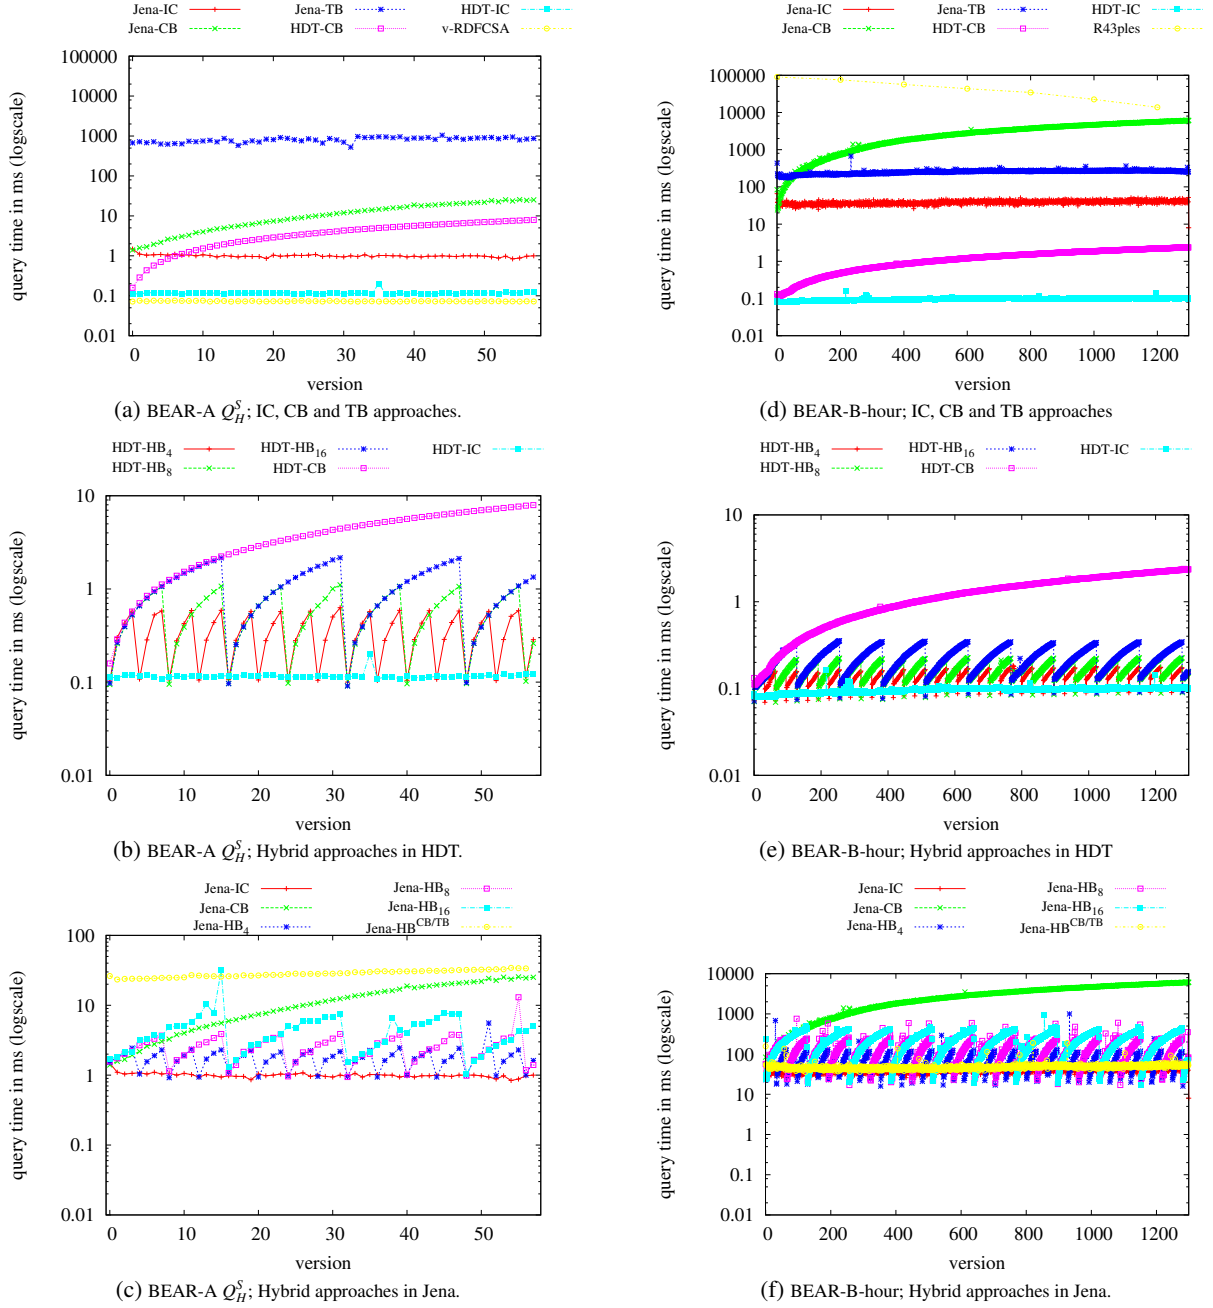 Jena-IC Jena-TB HDT-IC
Jena-CB HDT-CB v-RDFCSA
100000
10000
1000
100
10
1
0.1
0.01
query time in ms (logscale)
0 10 20 30 40 50
version
(a) BEAR-A Q_H^S; IC, CB and TB approaches.
HDT-HB4 HDT-HB16 HDT-IC
HDT-HB8 HDT-CB
10
1
0.1
0.01
query time in ms (logscale)
0 10 20 30 40 50
version
(b) BEAR-A Q_H^S; Hybrid approaches in HDT.
Jena-IC Jena-HB8
Jena-CB Jena-HB16
Jena-HB4 Jena-HB^CB/TB
100
10
1
0.1
0.01
query time in ms (logscale)
0 10 20 30 40 50
version
(c) BEAR-A Q_H^S; Hybrid approaches in Jena.
Jena-IC Jena-TB HDT-IC
Jena-CB HDT-CB R43ples
100000
10000
1000
100
10
1
0.1
0.01
query time in ms (logscale)
0 200 400 600 800 1000 1200
version
(d) BEAR-B-hour; IC, CB and TB approaches
HDT-HB4 HDT-HB16 HDT-IC
HDT-HB8 HDT-CB
10
1
0.1
0.01
query time in ms (logscale)
0 200 400 600 800 1000 1200
version
(e) BEAR-B-hour; Hybrid approaches in HDT
Jena-IC Jena-HB8
Jena-CB Jena-HB16
Jena-HB4 Jena-HB^CB/TB
10000
1000
100
10
1
0.1
0.01
query time in ms (logscale)
0 200 400 600 800 1000 1200
version
(f) BEAR-B-hour; Hybrid approaches in Jena.